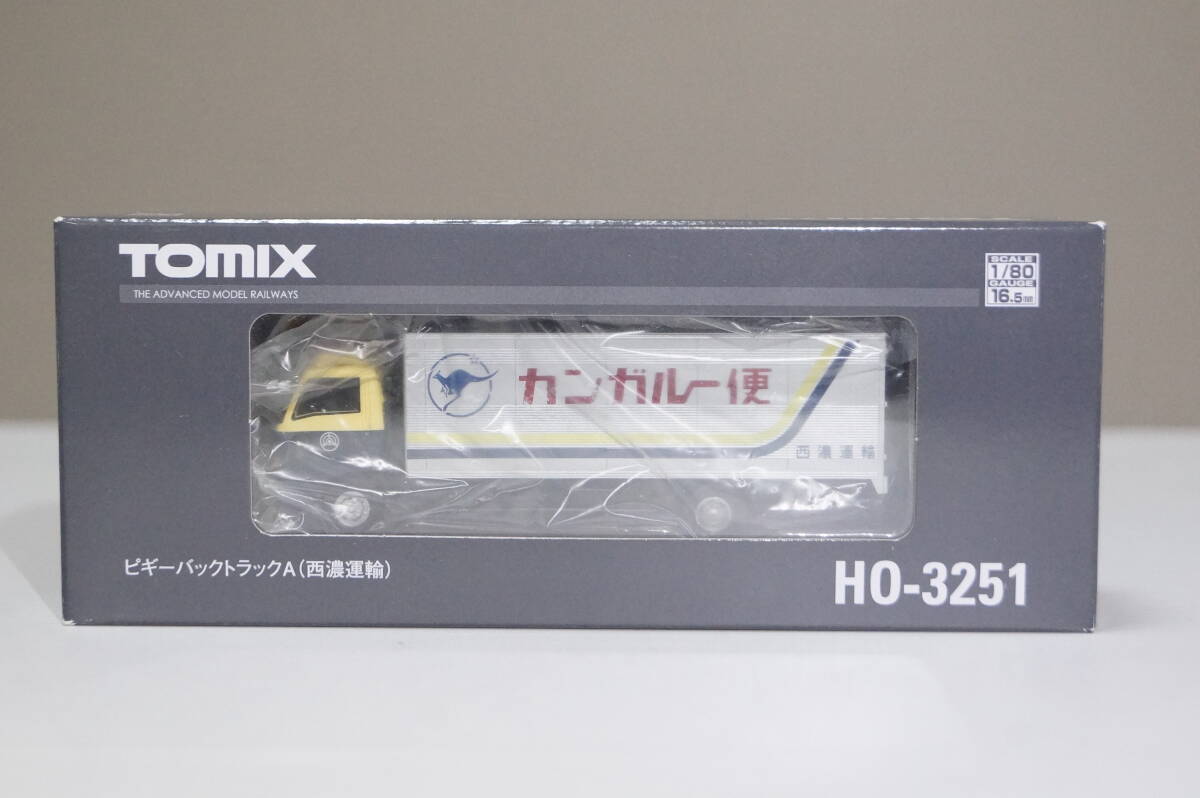 TOMIX
THE ADVANCED MODEL RAILWAYS
SCALE
1/80
GAUGE
16.5mm
カンガルー便
西濃運輸
ピギーバックトラックA(西濃運輸)
HO-3251